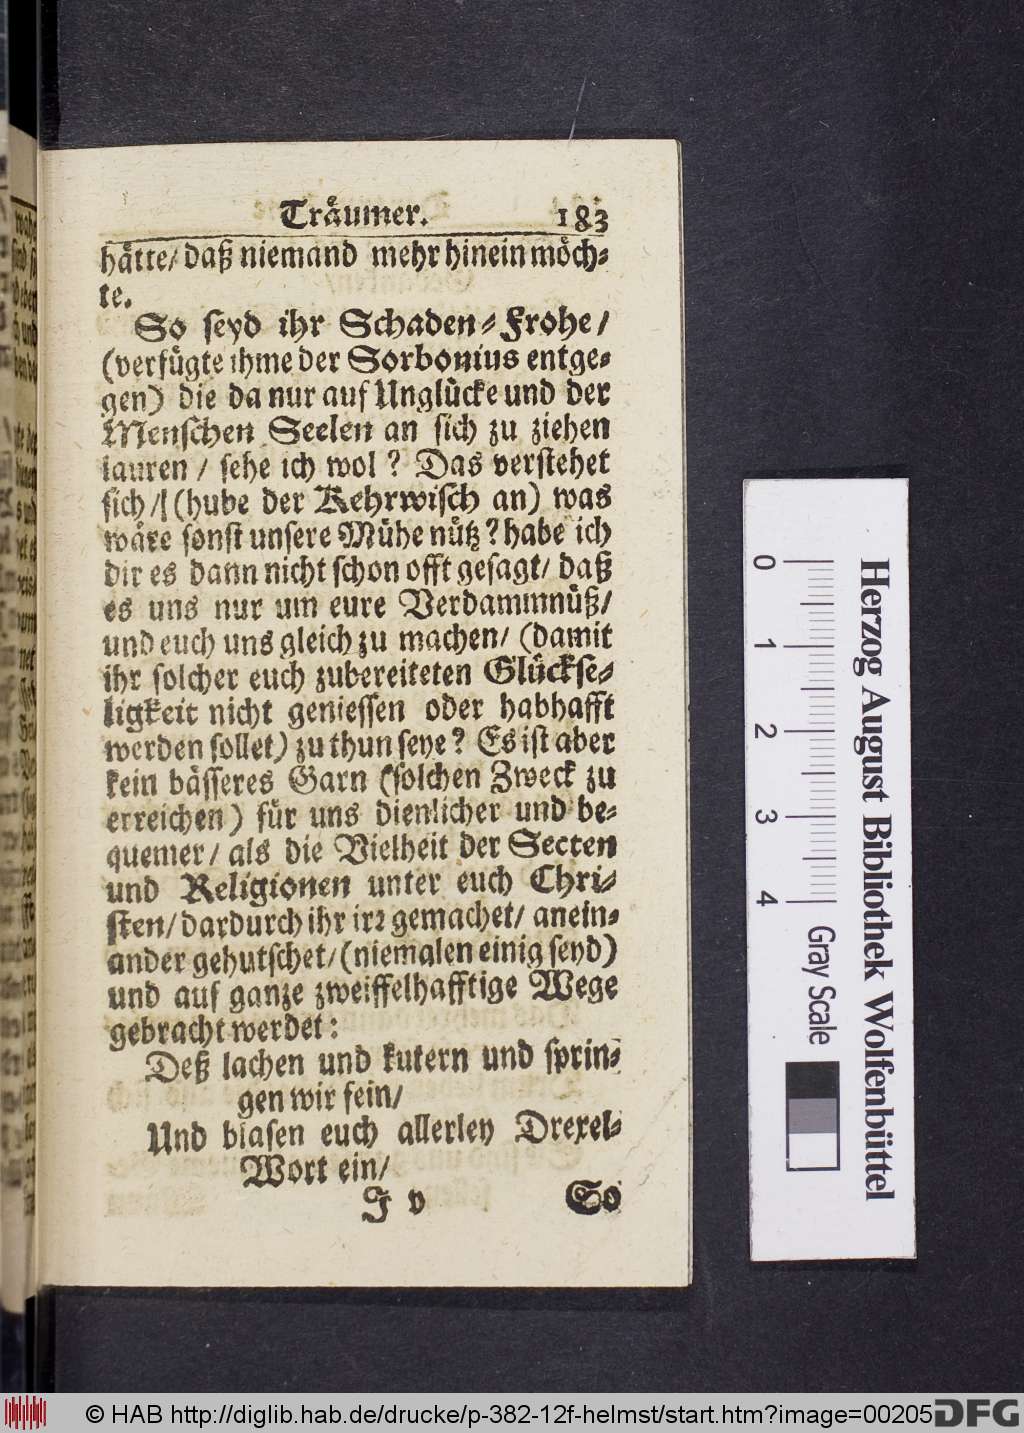 Träumer. 183
hätte/ daß niemand mehr hinein möch-
te.
So seyd ihr Schaden-Frohe/
(verfügte ihme der Sorbonius entge-
gen) die da nur auf Unglücke und der
Menschen Seelen an sich zu ziehen
lauren / sehe ich wol? Das verstehet
sich/ (hube der Kehrwisch an) was
wäre sonst unsere Mühe nütz? habe ich
dir es dann nicht schon offt gesagt/ daß
es uns nur um eure Verdammnüß/
und euch uns gleich zu machen/ (damit
ihr solcher euch zubereiteten Glückse-
ligkeit nicht geniessen oder habhafft
werden sollet) zu thun seye? Es ist aber
kein bässeres Garn (solchen Zweck zu
erreichen) für uns dienlicher und be-
quemer/ als die Vielheit der Secten
und Religionen unter euch Chri-
sten/ dardurch ihr irr gemachet/ anein-
ander gehutschet/ (niemalen einig seyd)
und auf ganze zweiffelhafftige Wege
gebracht werdet:
Deß lachen und kutern und sprin-
gen wir fein/
Und blasen euch allerley Drexel-
Wort ein/
J v So
0 1 2 3 4
Gray Scale
Herzog August Bibliothek Wolfenbüttel
© HAB http://diglib.hab.de/drucke/p-382-12f-helmst/start.htm?image=00205
DFG